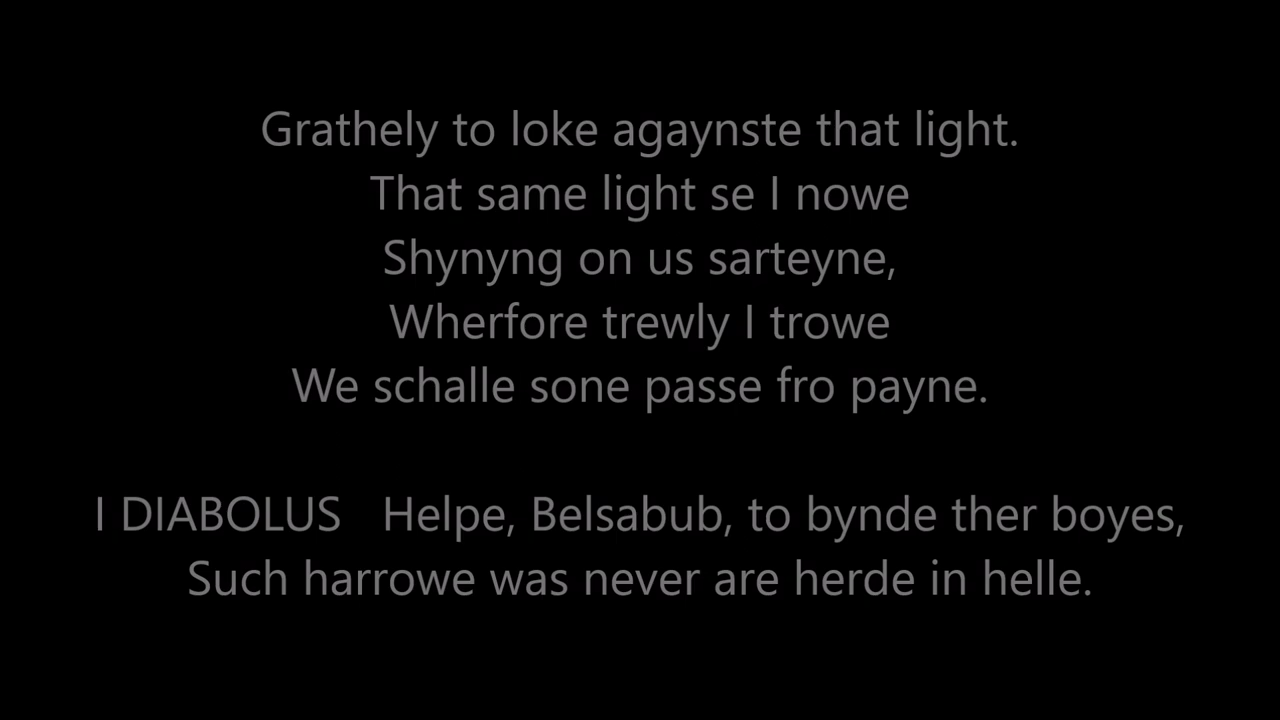 Grathely to loke agaynste that light.
That same light se I nowe
Shynyng on us sarteyne,
Wherfore trewly I trowe
We schalle sone passe fro payne.
I DIABOLUS Helpe, Belsabub, to bynde ther boyes,
Such harrowe was never are herde in helle.